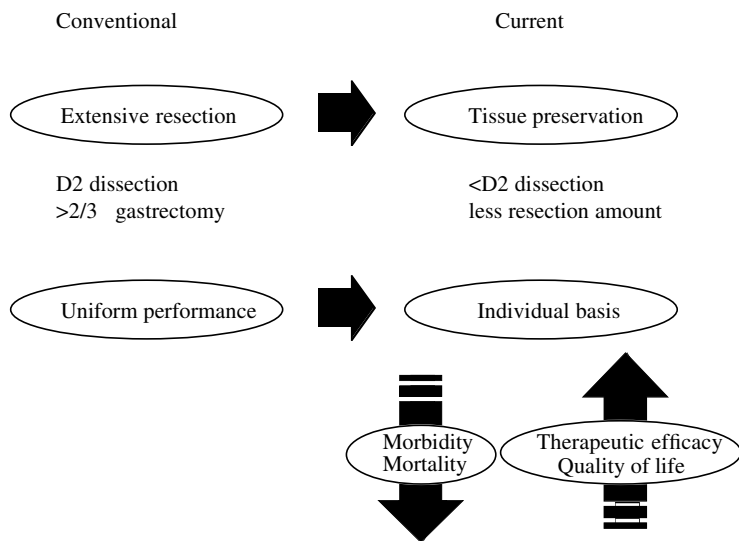 Conventional
Current
Extensive resection
Tissue preservation
D2 dissection
>2/3 gastrectomy
<D2 dissection
less resection amount
Uniform performance
Individual basis
Morbidity
Mortality
Therapeutic efficacy
Quality of life